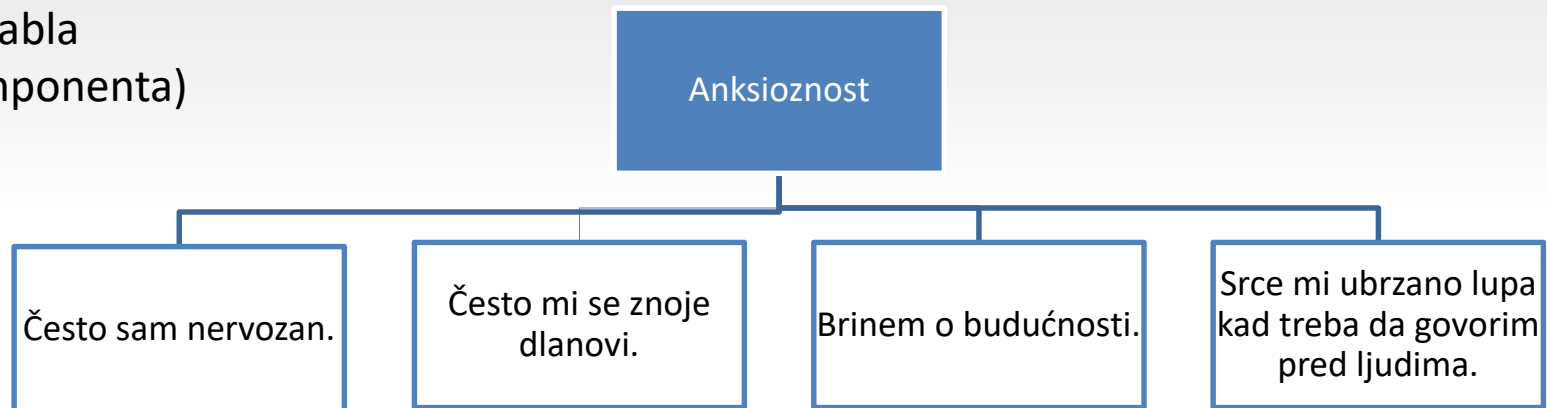 abla
mponenta)
Anksioznost
Često sam nervozan.
Često mi se znoje
dlanovi.
Brinem o budućnosti.
Srce mi ubrzano lupa
kad treba da govorim
pred ljudima.